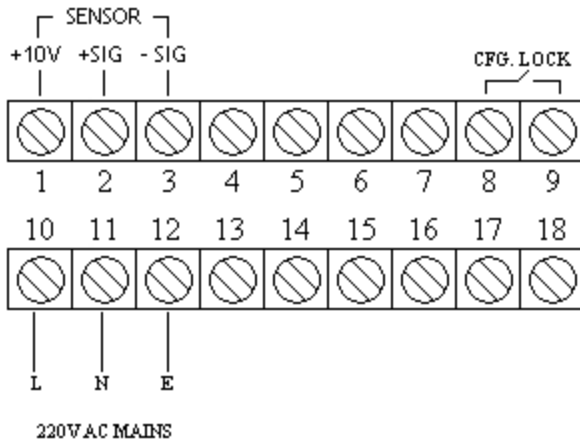 SENSOR
+10V +SIG - SIG
CFG. LOCK
1 2 3 4 5 6 7 8 9
10 11 12 13 14 15 16 17 18
L N E
220V AC MAINS